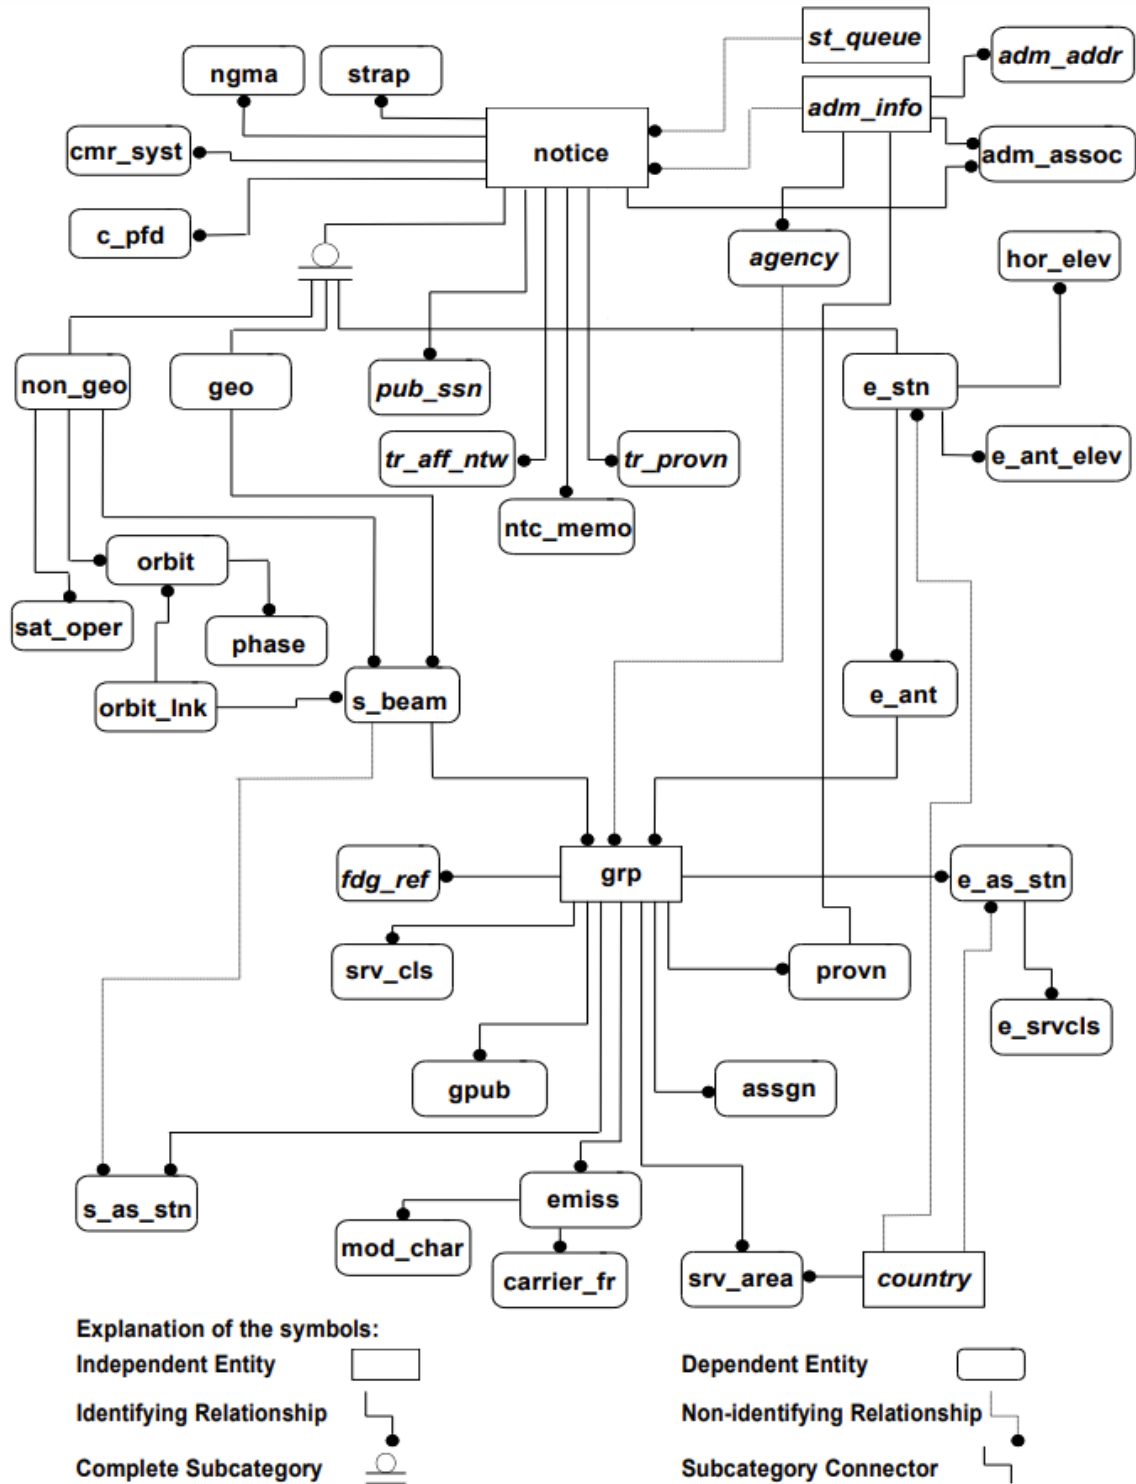 st_queue
adm_addr
ngma
strap
adm_info
notice
cmr_syst
adm_assoc
c_pfd
agency
hor_elev
non_geo
geo
pub_ssn
e_stn
tr_aff_ntw
tr_provn
e_ant_elev
ntc_memo
orbit
sat_oper
phase
orbit_lnk
s_beam
e_ant
fdg_ref
grp
e_as_stn
srv_cls
provn
e_srvcls
gpub
assgn
s_as_stn
emiss
mod_char
carrier_fr
srv_area
country
Explanation of the symbols:
Independent Entity
Dependent Entity
Identifying Relationship
Non-identifying Relationship
Complete Subcategory
Subcategory Connector